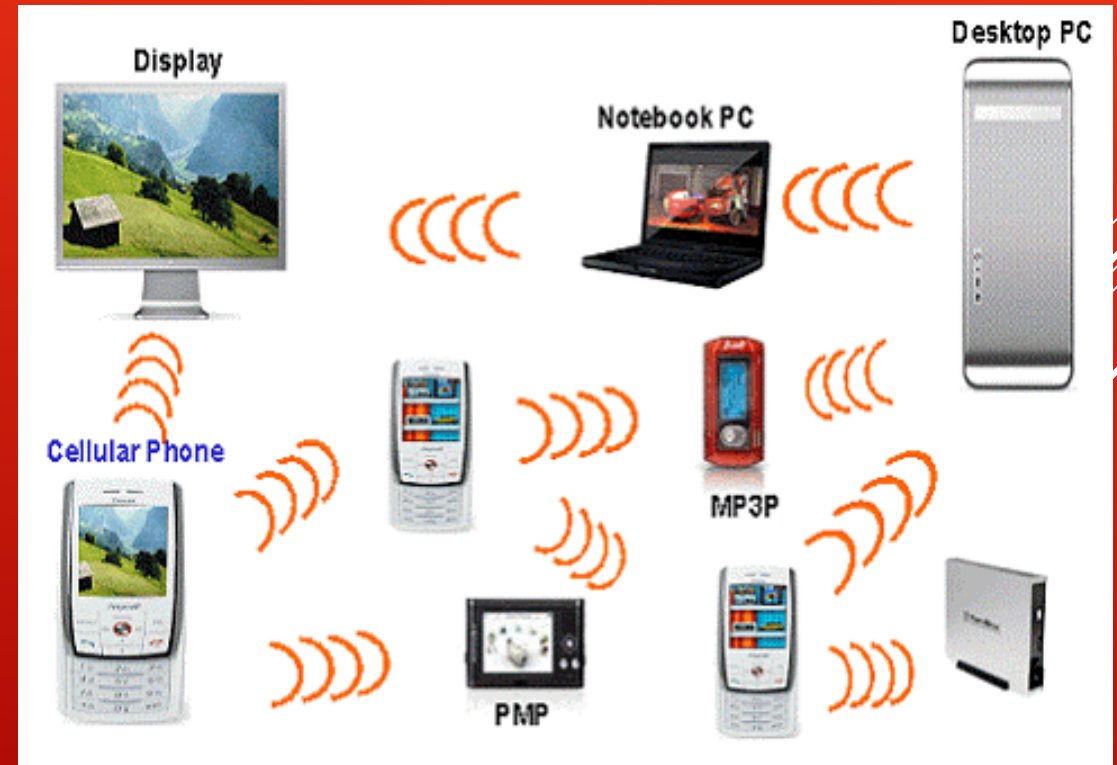 Desktop PC
Display
Notebook PC
Cellular Phone
MP3P
PMP